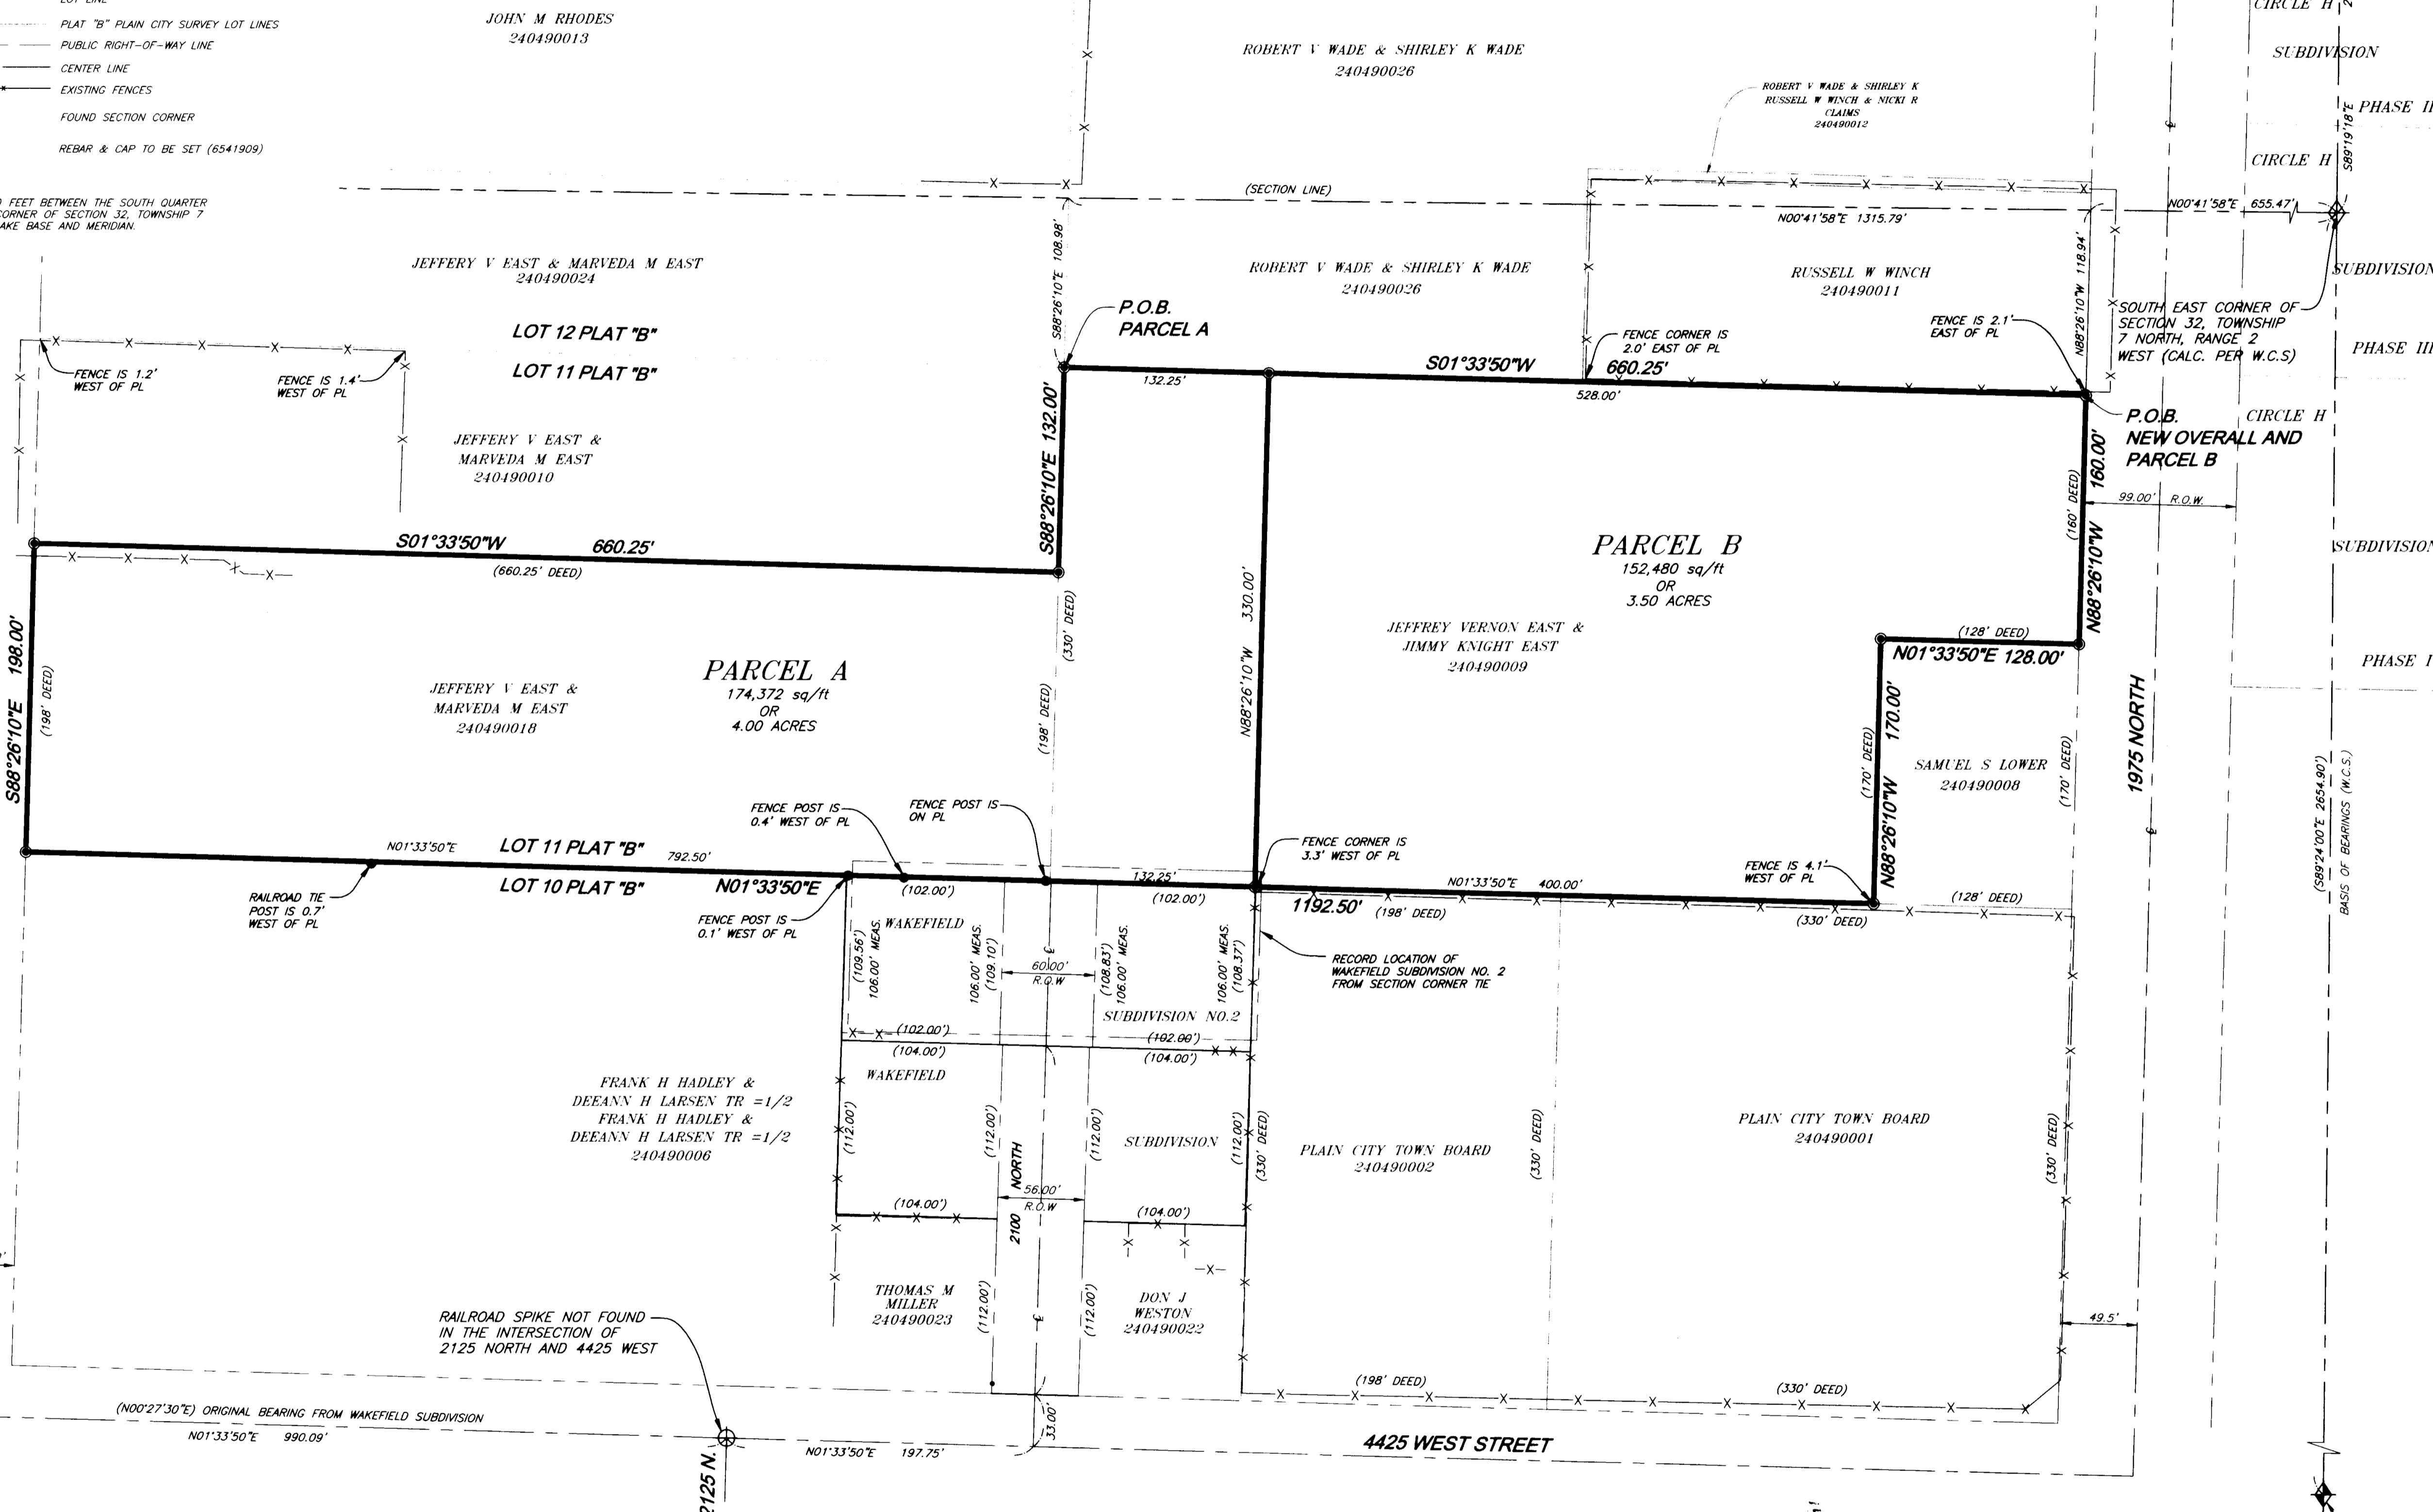 LOT LINE
PLAT "B" PLAIN CITY SURVEY LOT LINES
PUBLIC RIGHT-OF-WAY LINE
CENTER LINE
EXISTING FENCES
FOUND SECTION CORNER
REBAR & CAP TO BE SET (6541909)
FEET BETWEEN THE SOUTH QUARTER
CORNER OF SECTION 32, TOWNSHIP 7
AKE BASE AND MERIDIAN.
JOHN M RHODES
240490013
ROBERT V WADE & SHIRLEY K WADE
240490026
ROBERT V WADE & SHIRLEY K
RUSSELL W WINCH & NICKI R
CLAIMS
240490012
CIRCLE H
SUBDIVISION
PHASE II
S89°19'18"E
CIRCLE H
(SECTION LINE)
N00°41'58"E 1315.79'
N00°41'58"E 655.47'
JEFFERY V EAST & MARVEDA M EAST
240490024
S88°26'10"E 108.98'
ROBERT V WADE & SHIRLEY K WADE
240490026
RUSSELL W WINCH
240490011
N88°26'10"W 118.94'
SUBDIVISION
SOUTH EAST CORNER OF
SECTION 32, TOWNSHIP
7 NORTH, RANGE 2
WEST (CALC. PER W.C.S)
PHASE III
LOT 12 PLAT "B"
LOT 11 PLAT "B"
FENCE IS 1.2'
WEST OF PL
FENCE IS 1.4'
WEST OF PL
P.O.B.
PARCEL A
FENCE CORNER IS
2.0' EAST OF PL
FENCE IS 2.1'
EAST OF PL
132.25'
S01°33'50"W 660.25'
528.00'
P.O.B.
NEW OVERALL AND
PARCEL B
CIRCLE H
JEFFERY V EAST &
MARVEDA M EAST
240490010
S88°26'10"E 132.00'
N88°26'10"W 160.00'
(160' DEED)
99.00' R.O.W.
SUBDIVISION
S01°33'50"W 660.25'
(660.25' DEED)
PARCEL B
152,480 sq/ft
OR
3.50 ACRES
N88°26'10"W 330.00'
(330' DEED)
JEFFREY VERNON EAST &
JIMMY KNIGHT EAST
240490009
(128' DEED)
N01°33'50"E 128.00'
PHASE I
S88°26'10"E 198.00'
(198' DEED)
JEFFERY V EAST &
MARVEDA M EAST
240490018
PARCEL A
174,372 sq/ft
OR
4.00 ACRES
(198' DEED)
(170' DEED)
N88°26'10"W 170.00'
SAMUEL S LOWER
240490008
(170' DEED)
1975 NORTH
(S89°24'00"E 2654.90')
BASIS OF BEARINGS (W.C.S.)
FENCE POST IS
0.4' WEST OF PL
FENCE POST IS
ON PL
N01°33'50"E
LOT 11 PLAT "B"
792.50'
LOT 10 PLAT "B"
N01°33'50"E
FENCE CORNER IS
3.3' WEST OF PL
FENCE IS 4.1'
WEST OF PL
RAILROAD TIE
POST IS 0.7'
WEST OF PL
FENCE POST IS
0.1' WEST OF PL
(102.00')
132.25'
(102.00')
N01°33'50"E 400.00'
1192.50'
(198' DEED)
(330' DEED)
(128' DEED)
WAKEFIELD
(109.56')
106.00' MEAS.
106.00' MEAS.
(109.10')
60.00'
R.O.W
(108.83')
106.00' MEAS.
106.00' MEAS.
(108.37')
RECORD LOCATION OF
WAKEFIELD SUBDIVISION NO. 2
FROM SECTION CORNER TIE
SUBDIVISION NO.2
(102.00')
(102.00')
(104.00')
(104.00')
WAKEFIELD
FRANK H HADLEY &
DEEANN H LARSEN TR =1/2
FRANK H HADLEY &
DEEANN H LARSEN TR =1/2
240490006
(112.00')
(112.00')
(112.00')
(112.00')
(330' DEED)
SUBDIVISION
2100 NORTH
PLAIN CITY TOWN BOARD
240490002
(330' DEED)
PLAIN CITY TOWN BOARD
240490001
(330' DEED)
56.00'
R.O.W
(104.00')
(104.00')
THOMAS M
MILLER
240490023
(112.00')
(112.00')
DON J
WESTON
240490022
49.5'
RAILROAD SPIKE NOT FOUND
IN THE INTERSECTION OF
2125 NORTH AND 4425 WEST
(198' DEED)
(330' DEED)
(N00°27'30"E) ORIGINAL BEARING FROM WAKEFIELD SUBDIVISION
N01°33'50"E 990.09'
N01°33'50"E 197.75'
33.00'
4425 WEST STREET
2125 N.